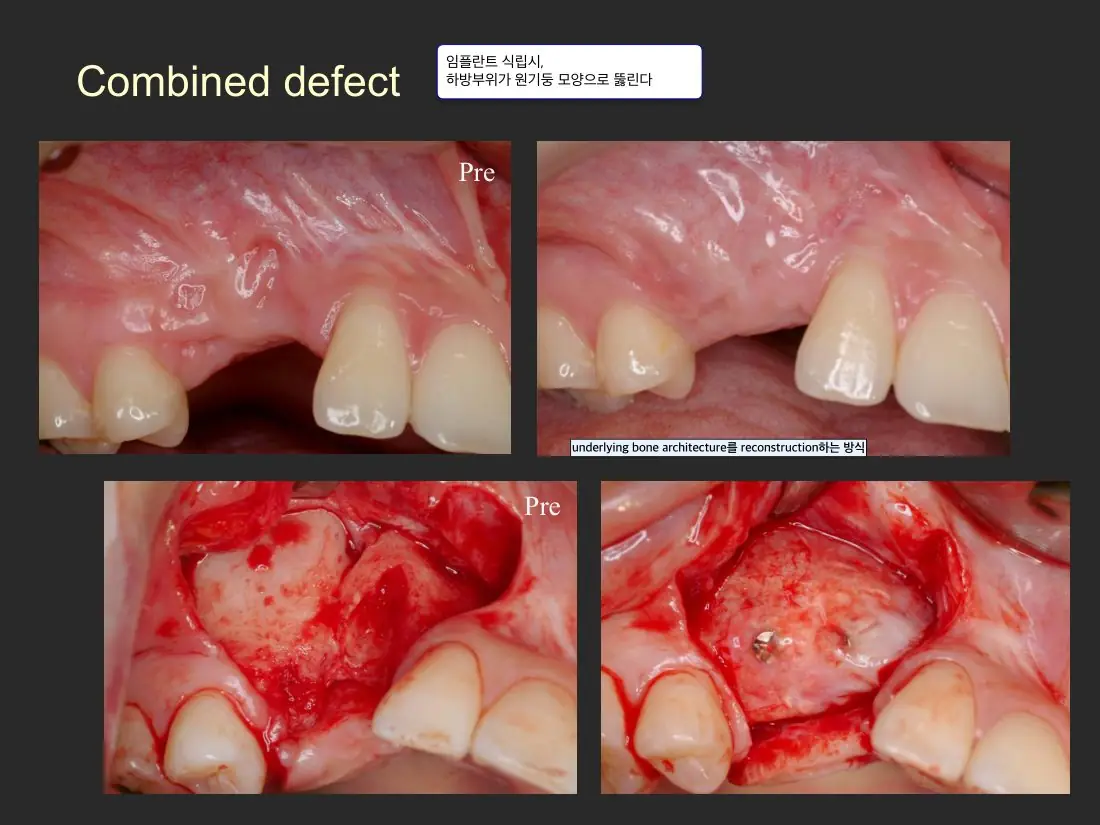 Combined defect
임플란트 식립시,
하방부위가 원기둥 모양으로 뚫린다
Pre
underlying bone architecture를 reconstruction하는 방식
Pre